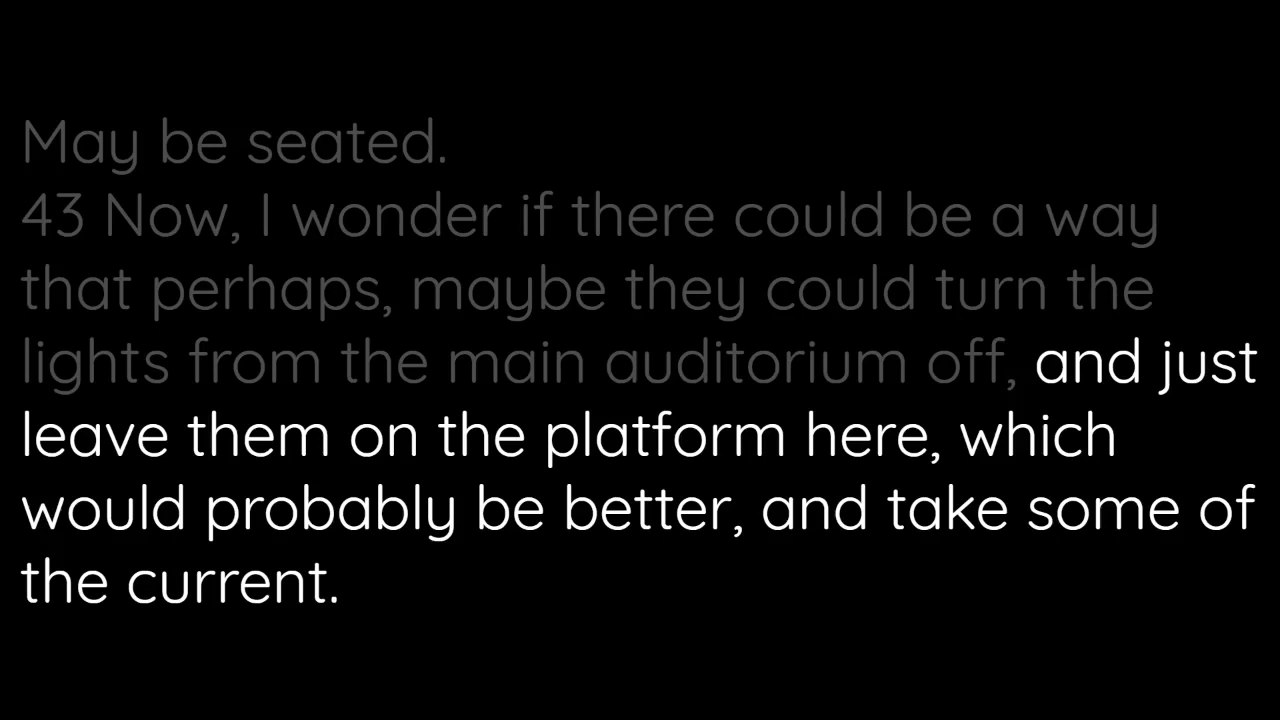 May be seated.
43 Now, I wonder if there could be a way
that perhaps, maybe they could turn the
lights from the main auditorium off, and just
leave them on the platform here, which
would probably be better, and take some of
the current.